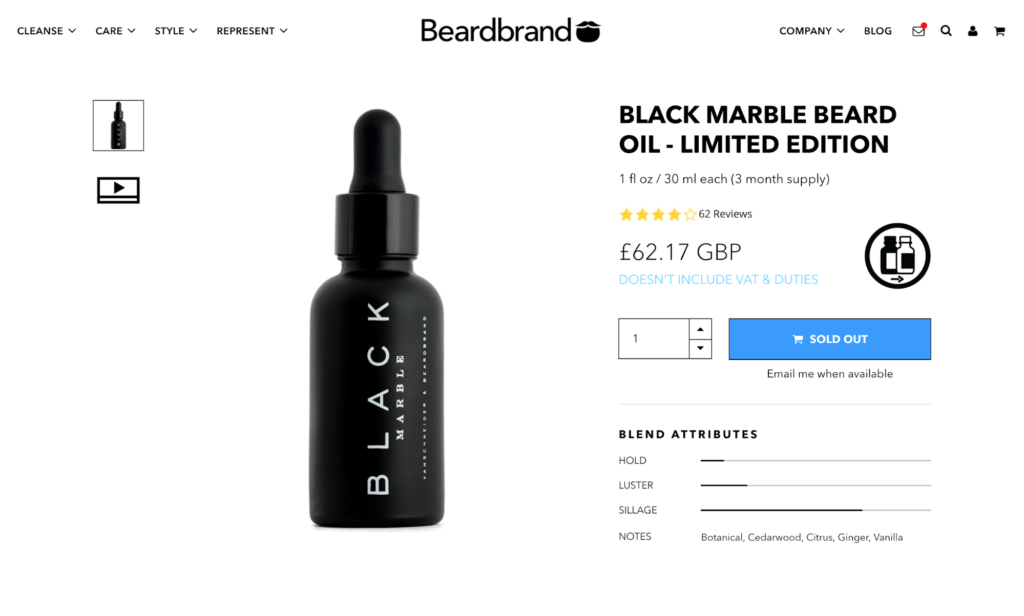 CLEANSE CARE STYLE REPRESENT Beardbrand COMPANY BLOG
BLACK MARBLE BEARD
OIL - LIMITED EDITION
1 fl oz / 30 ml each (3 month supply)
62 Reviews
£62.17 GBP
DOESN'T INCLUDE VAT & DUTIES
1
SOLD OUT
Email me when available
BLEND ATTRIBUTES
HOLD
LUSTER
SILLAGE
NOTES Botanical, Cedarwood, Citrus, Ginger, Vanilla
BLACK
MARBLE
VANSCHNEIDER & BEARDBRAND
BLACK